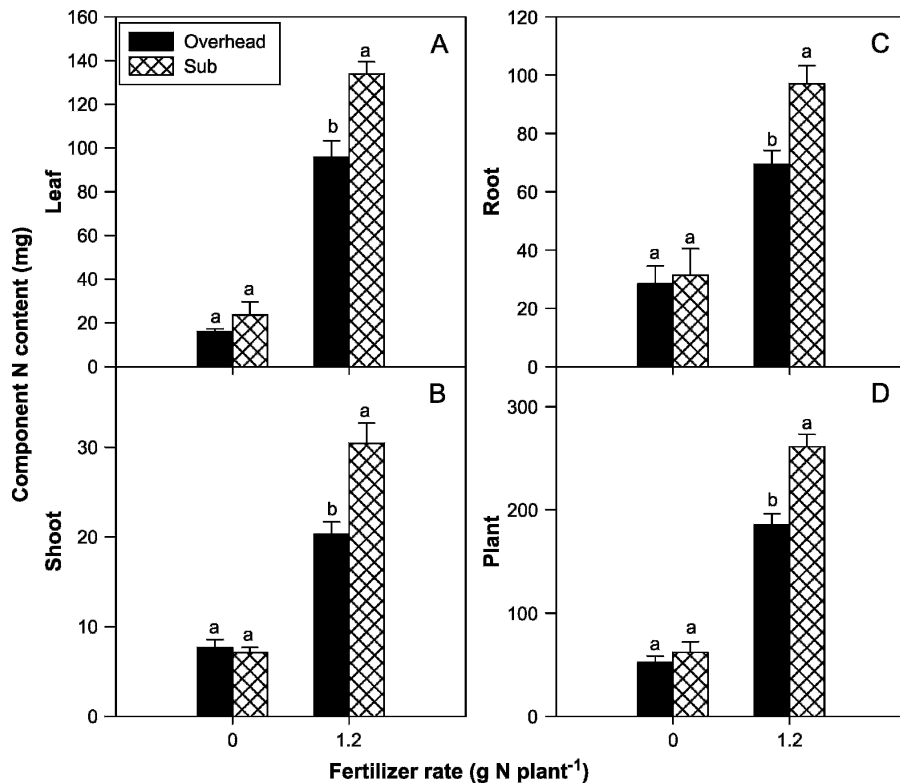 Component N content (mg)
Leaf
160
140
120
100
80
60
40
20
0
Overhead
Sub
A
a
a
b
a
Root
120
100
80
60
40
20
0
C
a
a
b
a
Shoot
30
20
10
0
B
a
a
b
a
0
1.2
Plant
300
200
100
0
D
a
a
b
a
0
1.2
Fertilizer rate (g N plant⁻¹)